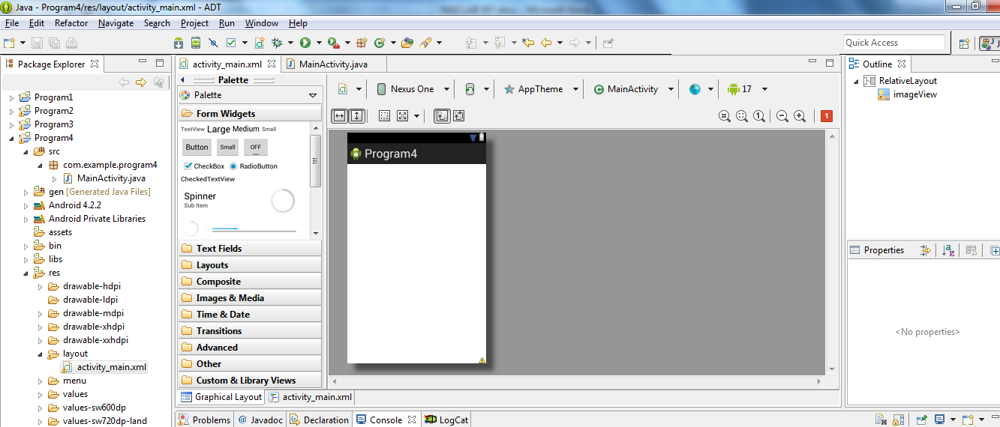 Java - Program4/res/layout/activity_main.xml - ADT
File Edit Refactor Navigate Search Project Run Window Help
Quick Access
Package Explorer
Program1
Program2
Program3
Program4
src
com.example.program4
MainActivity.java
gen [Generated Java Files]
Android 4.2.2
Android Private Libraries
assets
bin
libs
res
drawable-hdpi
drawable-ldpi
drawable-mdpi
drawable-xhdpi
drawable-xxhdpi
layout
activity_main.xml
menu
values
values-sw600dp
values-sw720dp-land
activity_main.xml
MainActivity.java
Palette
Palette
Form Widgets
TextView Large Medium Small
Button Small OFF
CheckBox RadioButton
CheckedTextView
Spinner
Sub Item
Text Fields
Layouts
Composite
Images & Media
Time & Date
Transitions
Advanced
Other
Custom & Library Views
Nexus One AppTheme MainActivity 17
1
1
Program4
Graphical Layout activity_main.xml
Problems @ Javadoc Declaration Console LogCat
Outline
RelativeLayout
imageView
Properties
<No properties>